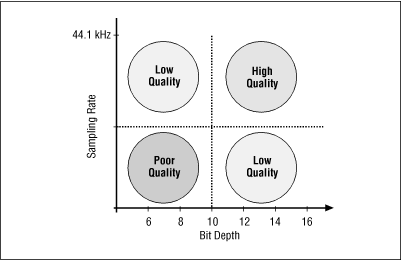 44.1 kHz
Low
Quality
High
Quality
Sampling Rate
Poor
Quality
Low
Quality
6 8 10 12 14 16
Bit Depth